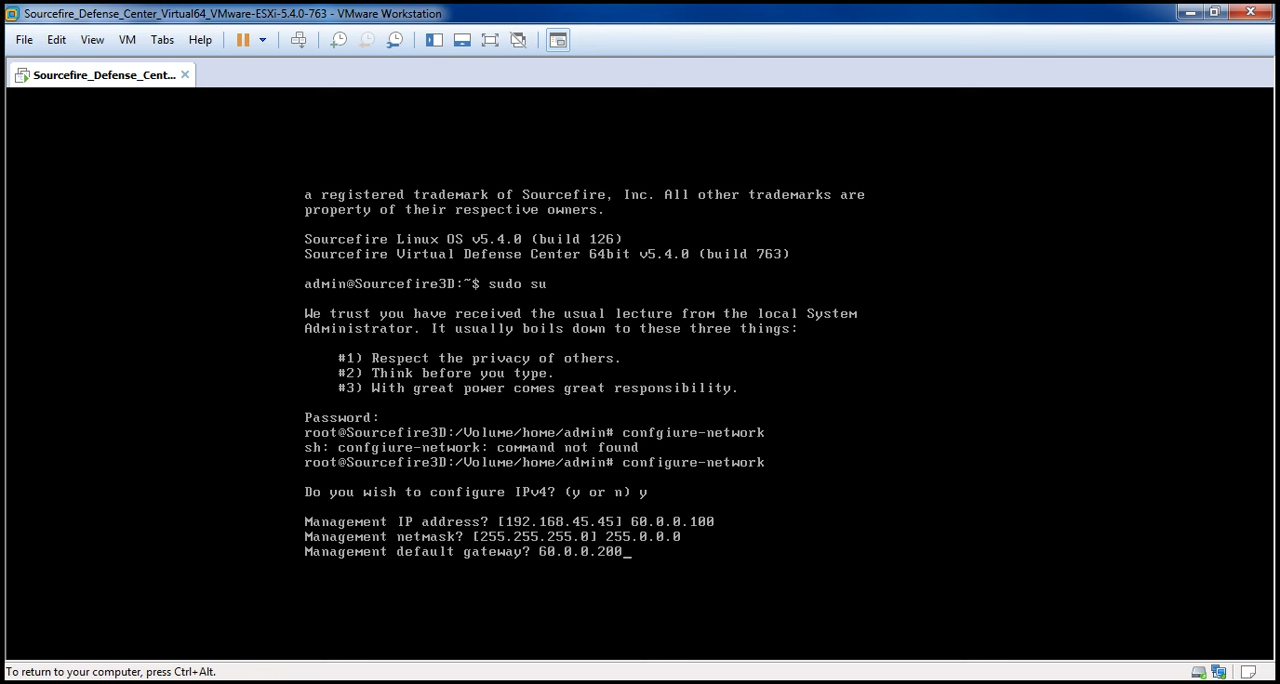 Sourcefire_Defense_Center_Virtual64_VMware-ESXi-5.4.0-763 - VMware Workstation
File Edit View VM Tabs Help
Sourcefire_Defense_Cent...
a registered trademark of Sourcefire, Inc. All other trademarks are
property of their respective owners.
Sourcefire Linux OS v5.4.0 (build 126)
Sourcefire Virtual Defense Center 64bit v5.4.0 (build 763)
admin@Sourcefire3D:~$ sudo su
We trust you have received the usual lecture from the local System
Administrator. It usually boils down to these three things:
#1) Respect the privacy of others.
#2) Think before you type.
#3) With great power comes great responsibility.
Password:
root@Sourcefire3D:/Volume/home/admin# confgiure-network
sh: confgiure-network: command not found
root@Sourcefire3D:/Volume/home/admin# configure-network
Do you wish to configure IPv4? (y or n) y
Management IP address? [192.168.45.45] 60.0.0.100
Management netmask? [255.255.255.0] 255.0.0.0
Management default gateway? 60.0.0.200_
To return to your computer, press Ctrl+Alt.